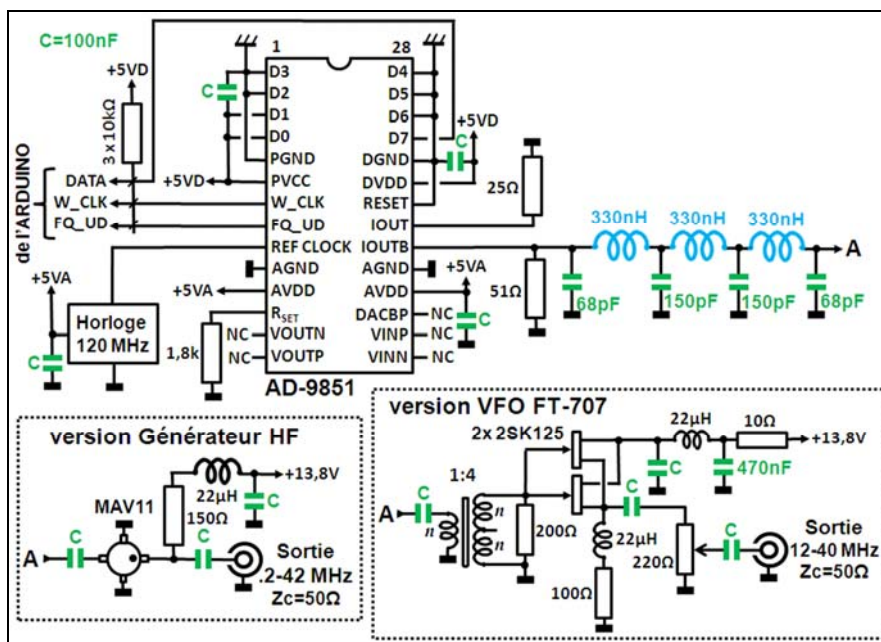 C=100nF
1
28
+5VD
3 x 10kΩ
C
D3
D2
D1
D0
PGND
PVCC
W_CLK
FQ_UD
REF CLOCK
AGND
AVDD
RSET
VOUTN
VOUTP
D4
D5
D6
D7
DGND
DVDD
RESET
IOUT
IOUTB
AGND
AVDD
DACBP
VINP
VINN
+5VD
C
25Ω
de l'ARDUINO
DATA
W_CLK
FQ_UD
+5VD
330nH
330nH
330nH
A
68pF
150pF
150pF
68pF
51Ω
+5VA
C
NC
NC
NC
+5VA
+5VA
Horloge
120 MHz
C
1,8k
NC
NC
AD-9851
version Générateur HF
+13,8V
22µH
C
MAV11
150Ω
A
C
C
Sortie
.2-42 MHz
Zc=50Ω
version VFO FT-707
2x 2SK125
22µH
10Ω
+13,8V
C
470nF
1:4
A
C
n
n
n
200Ω
C
22µH
100Ω
220Ω
C
Sortie
12-40 MHz
Zc=50Ω